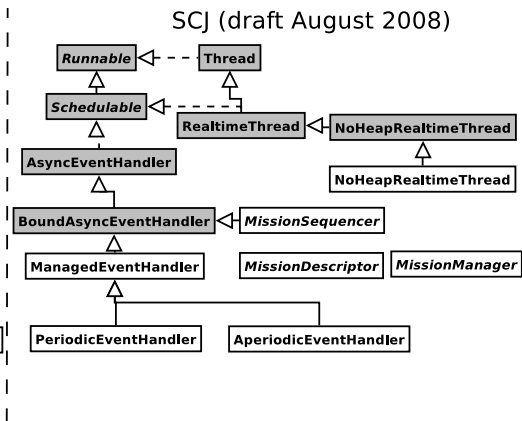 SCJ (draft August 2008)
Runnable
Thread
Schedulable
RealtimeThread
NoHeapRealtimeThread
AsyncEventHandler
NoHeapRealtimeThread
BoundAsyncEventHandler
MissionSequencer
ManagedEventHandler
MissionDescriptor
MissionManager
PeriodicEventHandler
AperiodicEventHandler